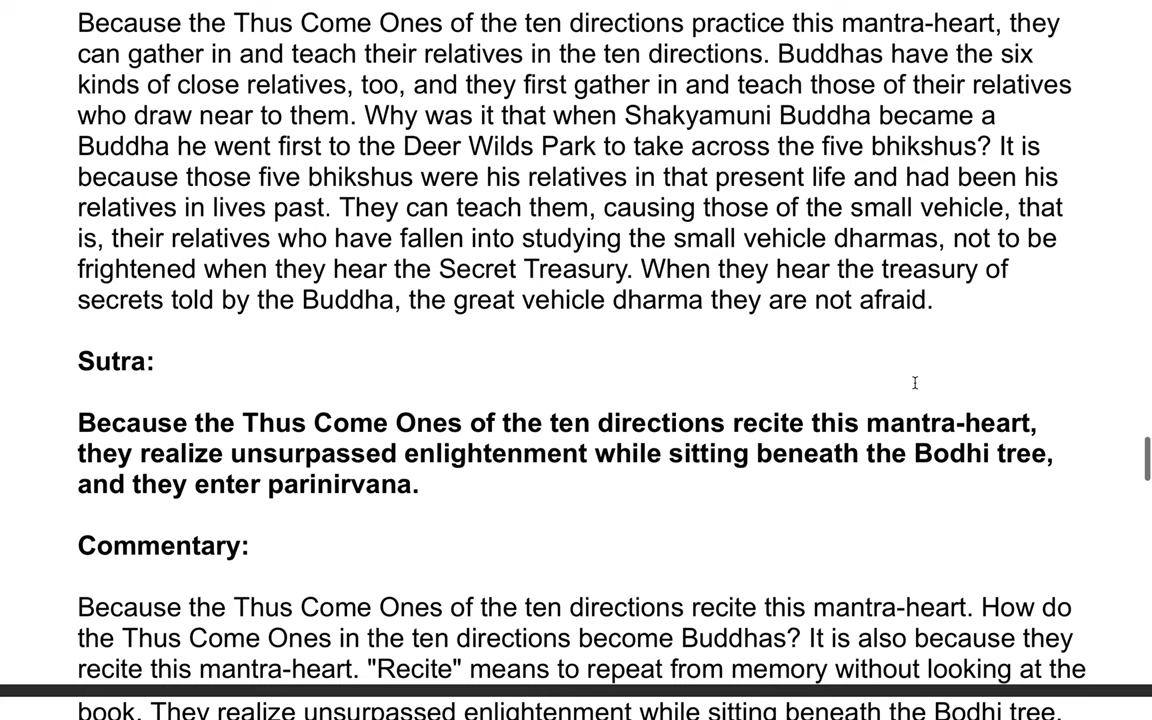 Because the Thus Come Ones of the ten directions practice this mantra-heart, they
can gather in and teach their relatives in the ten directions. Buddhas have the six
kinds of close relatives, too, and they first gather in and teach those of their relatives
who draw near to them. Why was it that when Shakyamuni Buddha became a
Buddha he went first to the Deer Wilds Park to take across the five bhikshus? It is
because those five bhikshus were his relatives in that present life and had been his
relatives in lives past. They can teach them, causing those of the small vehicle, that
is, their relatives who have fallen into studying the small vehicle dharmas, not to be
frightened when they hear the Secret Treasury. When they hear the treasury of
secrets told by the Buddha, the great vehicle dharma they are not afraid.
Sutra:
Because the Thus Come Ones of the ten directions recite this mantra-heart,
they realize unsurpassed enlightenment while sitting beneath the Bodhi tree,
and they enter parinirvana.
Commentary:
Because the Thus Come Ones of the ten directions recite this mantra-heart. How do
the Thus Come Ones in the ten directions become Buddhas? It is also because they
recite this mantra-heart. "Recite" means to repeat from memory without looking at the
book. They realize unsurpassed enlightenment while sitting beneath the Bodhi tree,